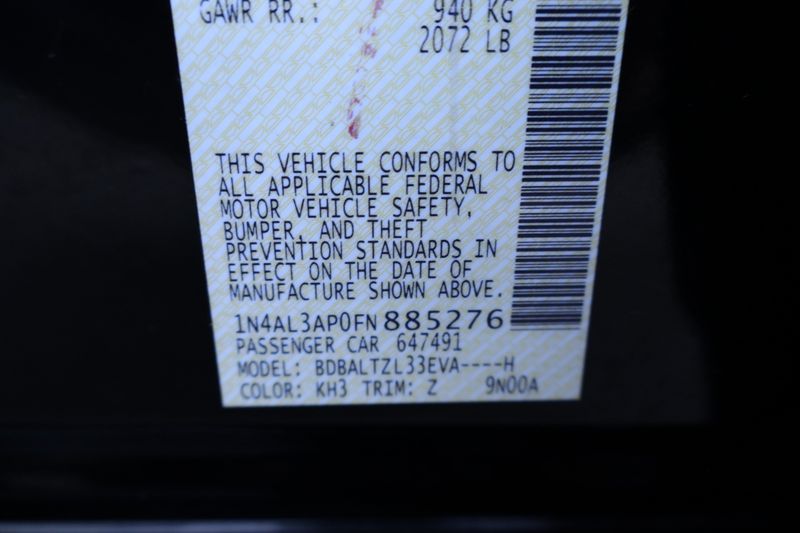 GAWR RR.: 940 KG
2072 LB
THIS VEHICLE CONFORMS TO
ALL APPLICABLE FEDERAL
MOTOR VEHICLE SAFETY,
BUMPER, AND THEFT
PREVENTION STANDARDS IN
EFFECT ON THE DATE OF
MANUFACTURE SHOWN ABOVE.
1N4AL3AP0FN885276
PASSENGER CAR 647491
MODEL: BDBALTZL33EVA----H
COLOR: KH3 TRIM: Z 9N00A